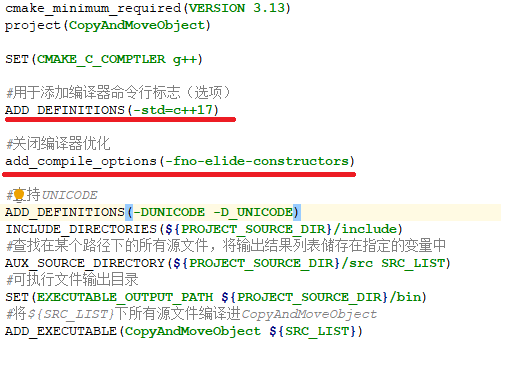 cmake_minimum_required(VERSION 3.13)
project(CopyAndMoveObject)
SET(CMAKE_C_COMPTLER g++)
#用于添加编译器命令行标志（选项）
ADD_DEFINITIONS(-std=c++17)
#关闭编译器优化
add_compile_options(-fno-elide-constructors)
#支持UNICODE
ADD_DEFINITIONS(-DUNICODE -D_UNICODE)
INCLUDE_DIRECTORIES(${PROJECT_SOURCE_DIR}/include)
#查找在某个路径下的所有源文件，将输出结果列表储存在指定的变量中
AUX_SOURCE_DIRECTORY(${PROJECT_SOURCE_DIR}/src SRC_LIST)
#可执行文件输出目录
SET(EXECUTABLE_OUTPUT_PATH ${PROJECT_SOURCE_DIR}/bin)
#将${SRC_LIST}下所有源文件编译进CopyAndMoveObject
ADD_EXECUTABLE(CopyAndMoveObject ${SRC_LIST})